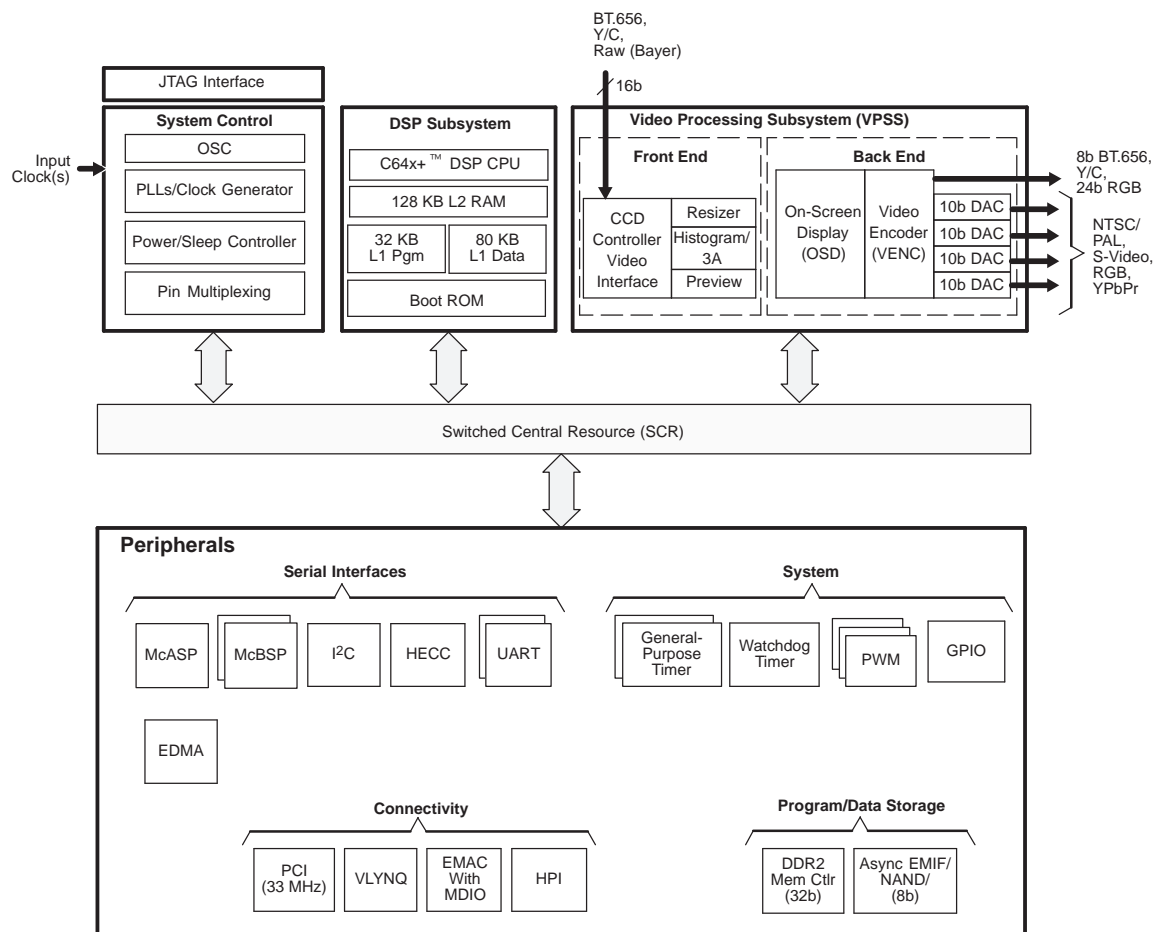 BT.656,
Y/C,
Raw (Bayer)
16b
JTAG Interface
System Control
OSC
PLLs/Clock Generator
Power/Sleep Controller
Pin Multiplexing
Input
Clock(s)
DSP Subsystem
C64x+™ DSP CPU
128 KB L2 RAM
32 KB
L1 Pgm
80 KB
L1 Data
Boot ROM
Video Processing Subsystem (VPSS)
Front End
CCD
Controller
Video
Interface
Resizer
Histogram/
3A
Preview
Back End
On-Screen
Display
(OSD)
Video
Encoder
(VENC)
10b DAC
10b DAC
10b DAC
10b DAC
8b BT.656,
Y/C,
24b RGB
NTSC/
PAL,
S-Video,
RGB,
YPbPr
Switched Central Resource (SCR)
Peripherals
Serial Interfaces
McASP
McBSP
I²C
HECC
UART
System
General-
Purpose
Timer
Watchdog
Timer
PWM
GPIO
EDMA
Connectivity
PCI
(33 MHz)
VLYNQ
EMAC
With
MDIO
HPI
Program/Data Storage
DDR2
Mem Ctlr
(32b)
Async EMIF/
NAND/
(8b)